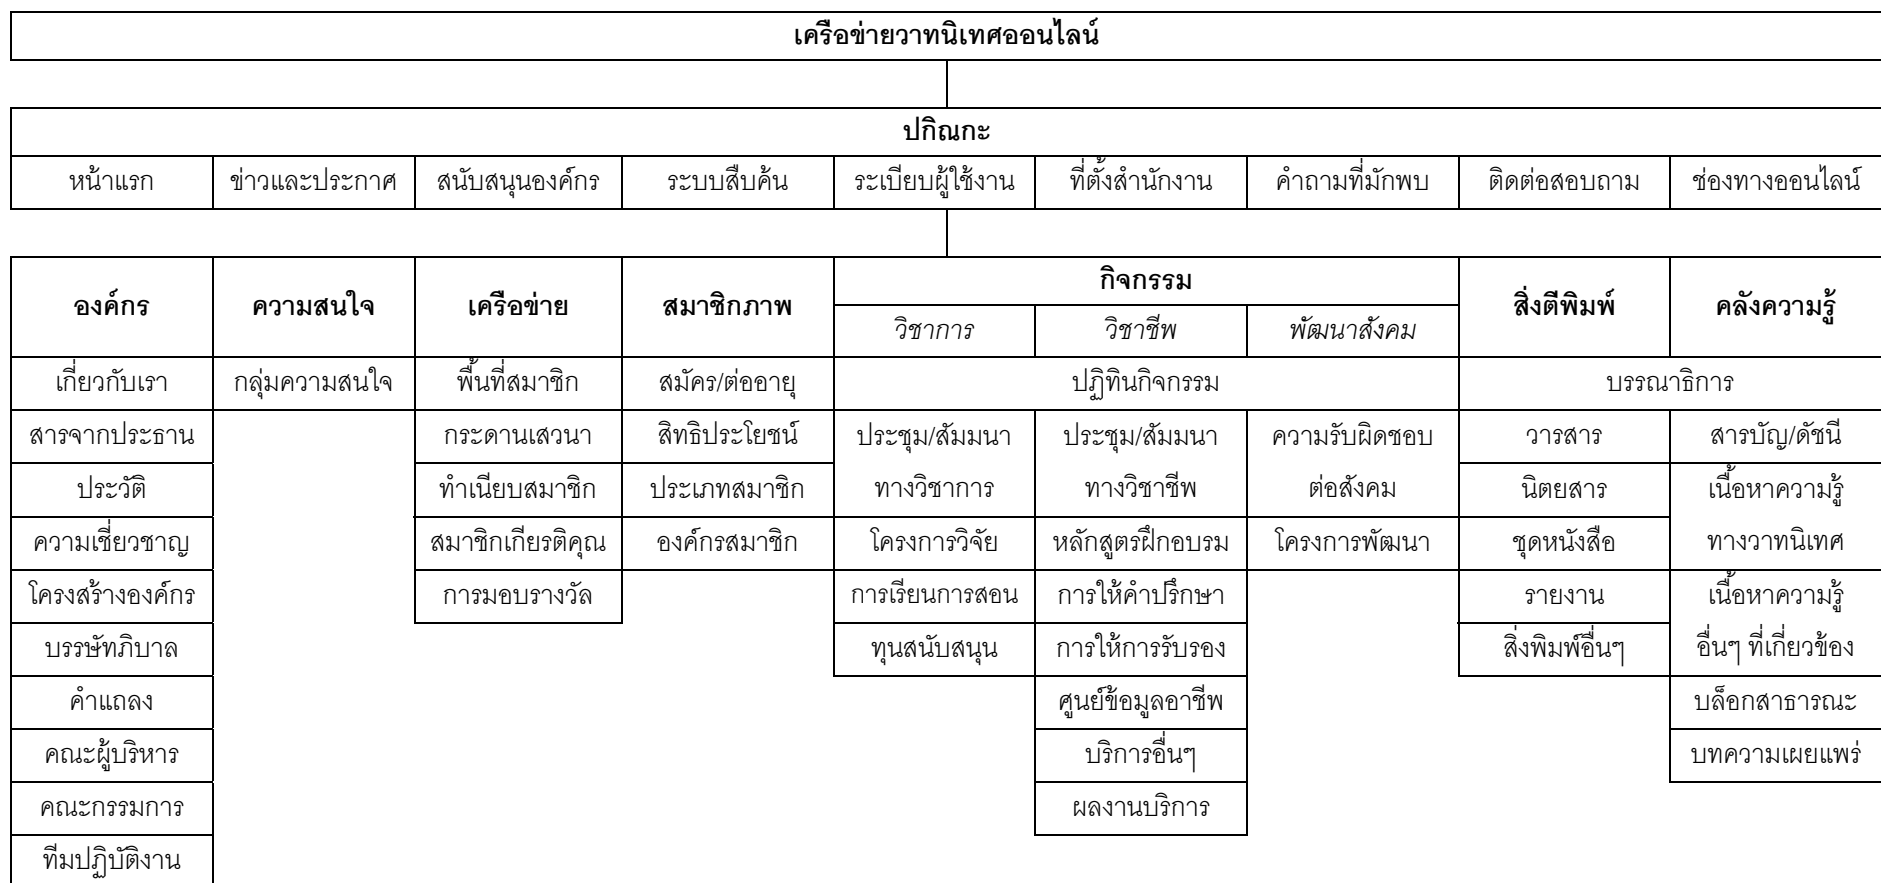 เครือข่ายวาทนิเทศออนไลน์
ปกิณกะ
หน้าแรก ข่าวและประกาศ สนับสนุนองค์กร ระบบสืบค้น ระเบียบผู้ใช้งาน ที่ตั้งสำนักงาน คำถามที่มักพบ ติดต่อสอบถาม ช่องทางออนไลน์
องค์กร ความสนใจ เครือข่าย สมาชิกภาพ กิจกรรม สิ่งตีพิมพ์ คลังความรู้
วิชาการ วิชาชีพ พัฒนาสังคม
เกี่ยวกับเรา กลุ่มความสนใจ พื้นที่สมาชิก สมัคร/ต่ออายุ ปฏิทินกิจกรรม บรรณาธิการ
สารจากประธาน กระดานเสวนา สิทธิประโยชน์ ประชุม/สัมมนา ประชุม/สัมมนา ความรับผิดชอบ วารสาร สารบัญ/ดัชนี
ประวัติ ทำเนียบสมาชิก ประเภทสมาชิก ทางวิชาการ ทางวิชาชีพ ต่อสังคม นิตยสาร เนื้อหาความรู้
ความเชี่ยวชาญ สมาชิกเกียรติคุณ องค์กรสมาชิก โครงการวิจัย หลักสูตรฝึกอบรม โครงการพัฒนา ชุดหนังสือ ทางวาทนิเทศ
โครงสร้างองค์กร การมอบรางวัล การเรียนการสอน การให้คำปรึกษา รายงาน เนื้อหาความรู้
บรรษัทภิบาล ทุนสนับสนุน การให้การรับรอง สิ่งพิมพ์อื่นๆ อื่นๆ ที่เกี่ยวข้อง
คำแถลง ศูนย์ข้อมูลอาชีพ บล็อกสาธารณะ
คณะผู้บริหาร บริการอื่นๆ บทความเผยแพร่
คณะกรรมการ ผลงานบริการ
ทีมปฏิบัติงาน